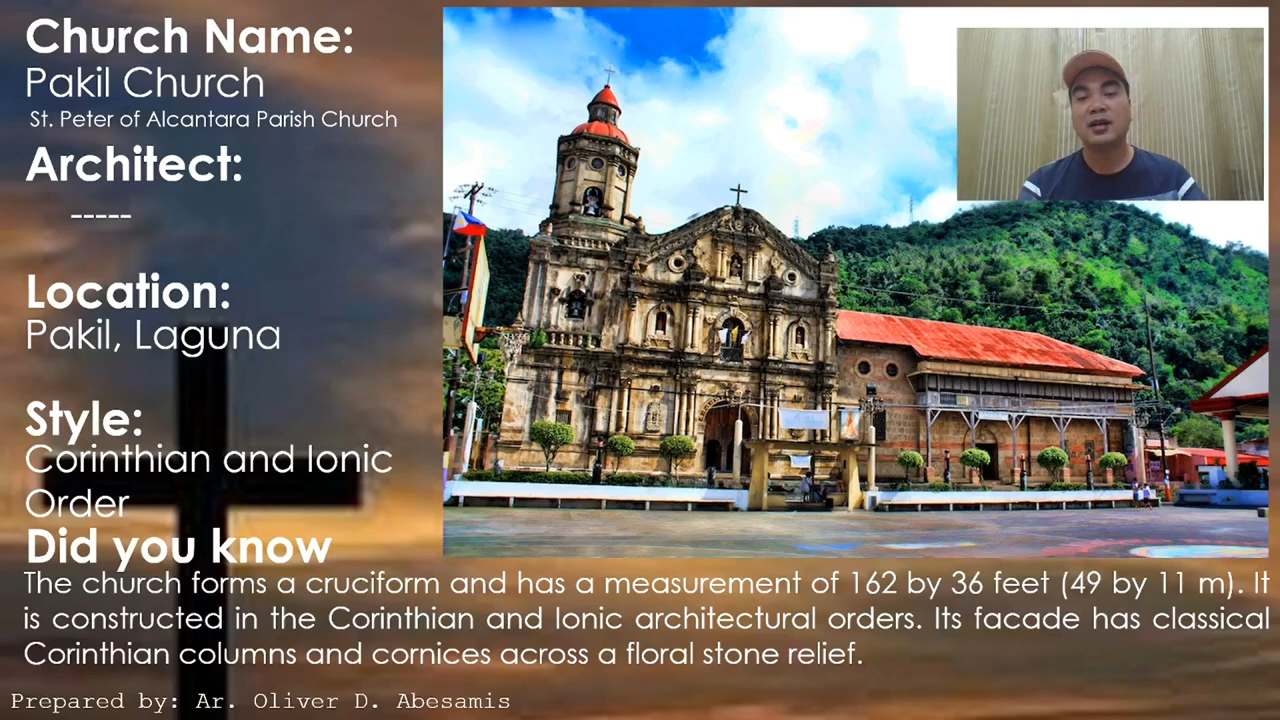 Church Name:
Pakil Church
St. Peter of Alcantara Parish Church
Architect:
-----
Location:
Pakil, Laguna
Style:
Corinthian and Ionic
Order
Did you know
The church forms a cruciform and has a measurement of 162 by 36 feet (49 by 11 m). It
is constructed in the Corinthian and Ionic architectural orders. Its facade has classical
Corinthian columns and cornices across a floral stone relief.
Prepared by: Ar. Oliver D. Abesamis